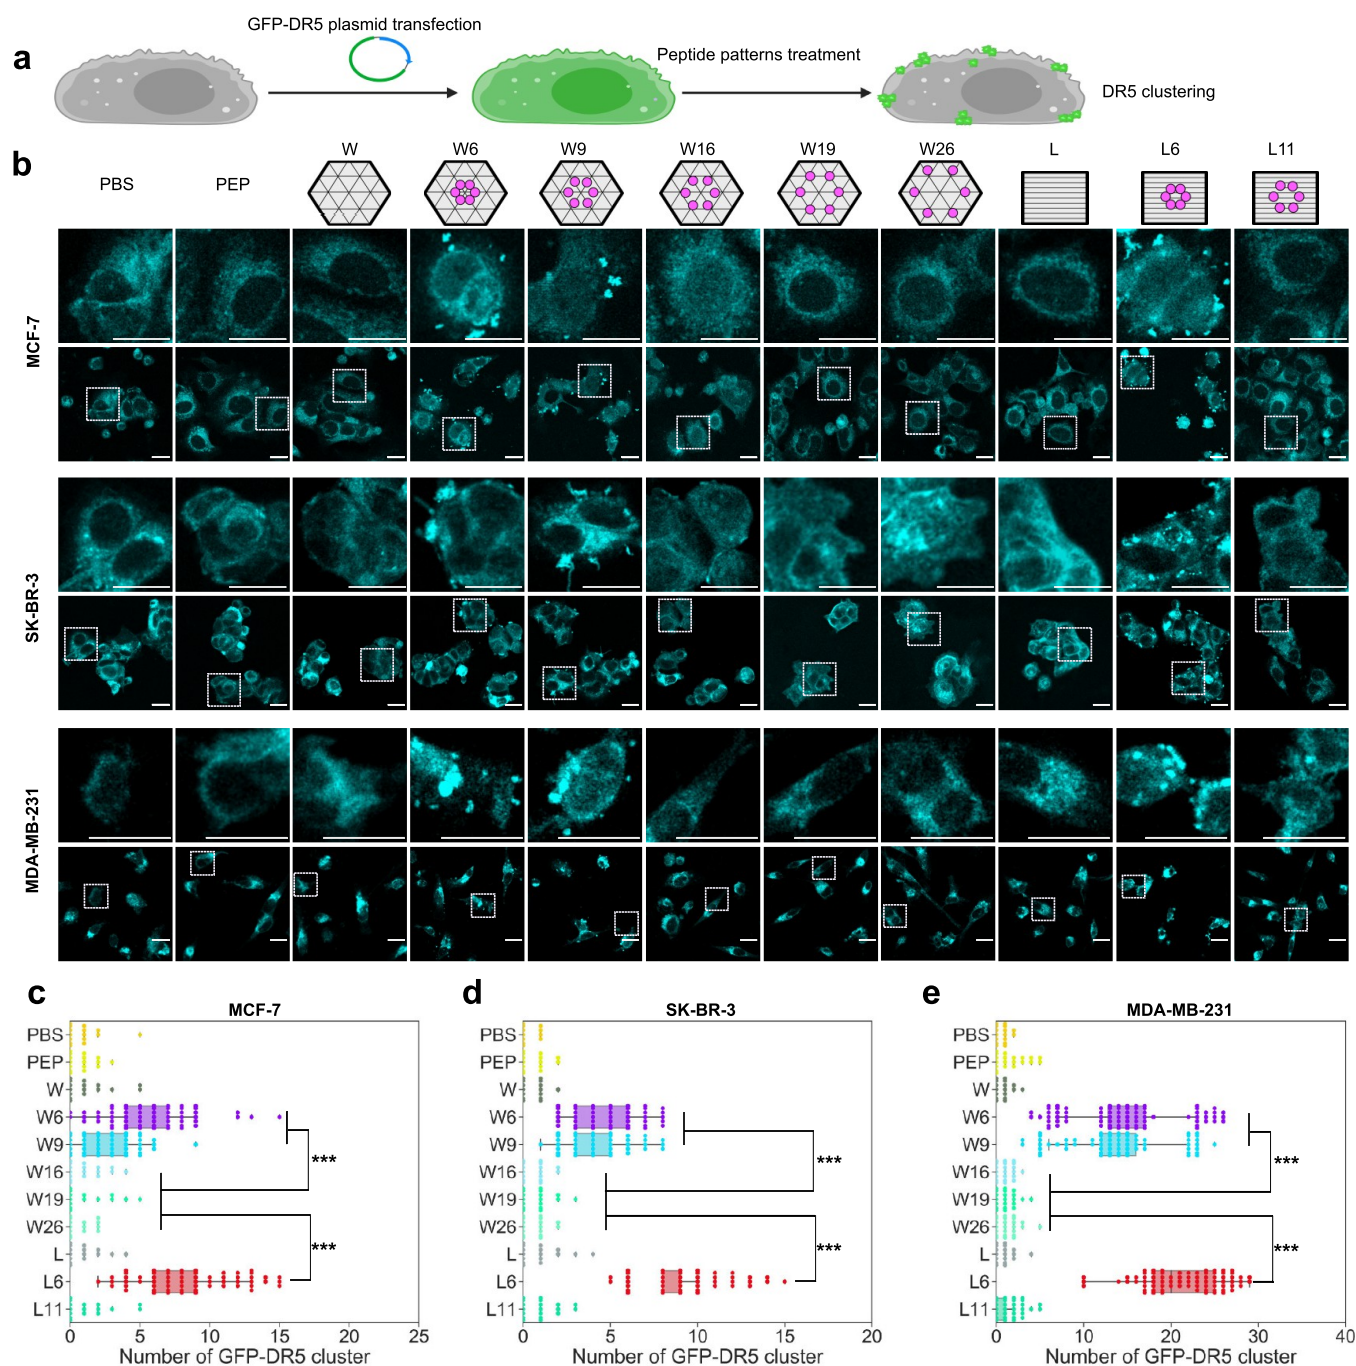 a
GFP-DR5 plasmid transfection
Peptide patterns treatment
DR5 clustering
b
PBS
PEP
W
W6
W9
W16
W19
W26
L
L6
L11
MCF-7
SK-BR-3
MDA-MB-231
c
MCF-7
PBS
PEP
W
W6
W9
W16
W19
W26
L
L6
L11
***
***
0 5 10 15 20 25
Number of GFP-DR5 cluster
d
SK-BR-3
PBS
PEP
W
W6
W9
W16
W19
W26
L
L6
L11
***
***
0 5 10 15 20
Number of GFP-DR5 cluster
e
MDA-MB-231
PBS
PEP
W
W6
W9
W16
W19
W26
L
L6
L11
***
***
0 10 20 30 40
Number of GFP-DR5 cluster